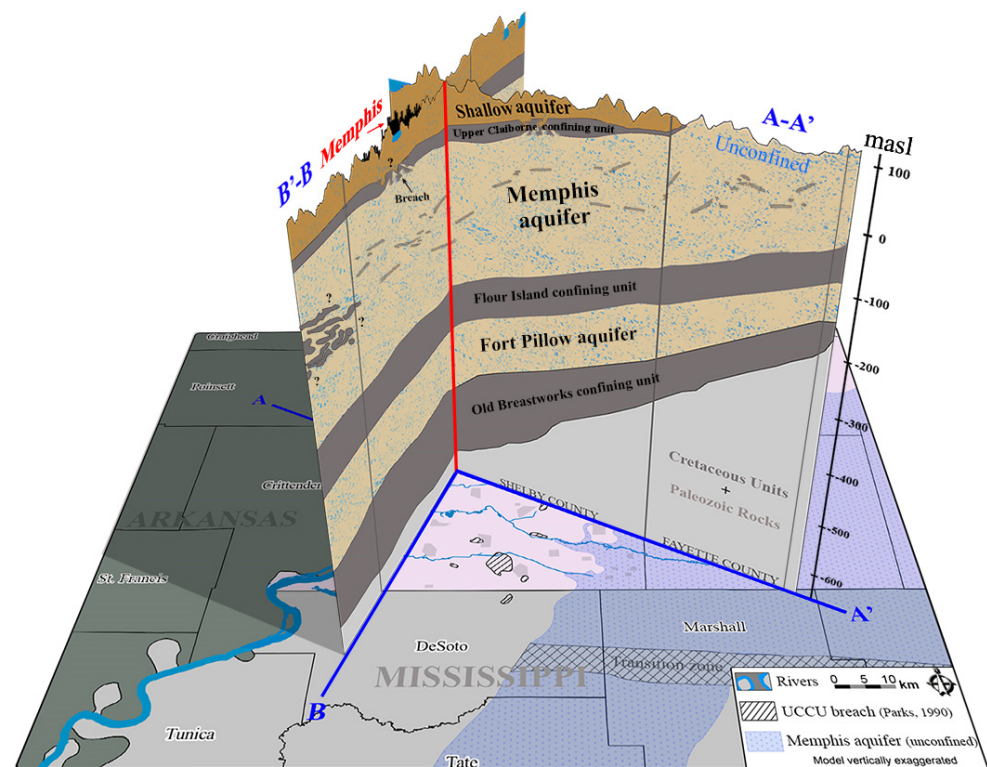 Shallow aquifer
Upper Claiborne confining unit
A-A’
masl
B’-B
Memphis
?
Breach
Unconfined
100
Memphis
aquifer
0
Flour Island confining unit
-100
?
?
?
Fort Pillow aquifer
-200
Craighead
Poinsett
A
Old Breastworks confining unit
-300
Cretaceous Units
+
Paleozoic Rocks
-400
Crittenden
ARKANSAS
SHELBY COUNTY
-500
FAYETTE COUNTY
-600
St. Francis
A’
DeSoto
Marshall
MISSISSIPPI
Transition zone
B
Tunica
Tate
Rivers 0 5 10 km
UCCU breach (Parks, 1990)
Memphis aquifer (unconfined)
Model vertically exaggerated